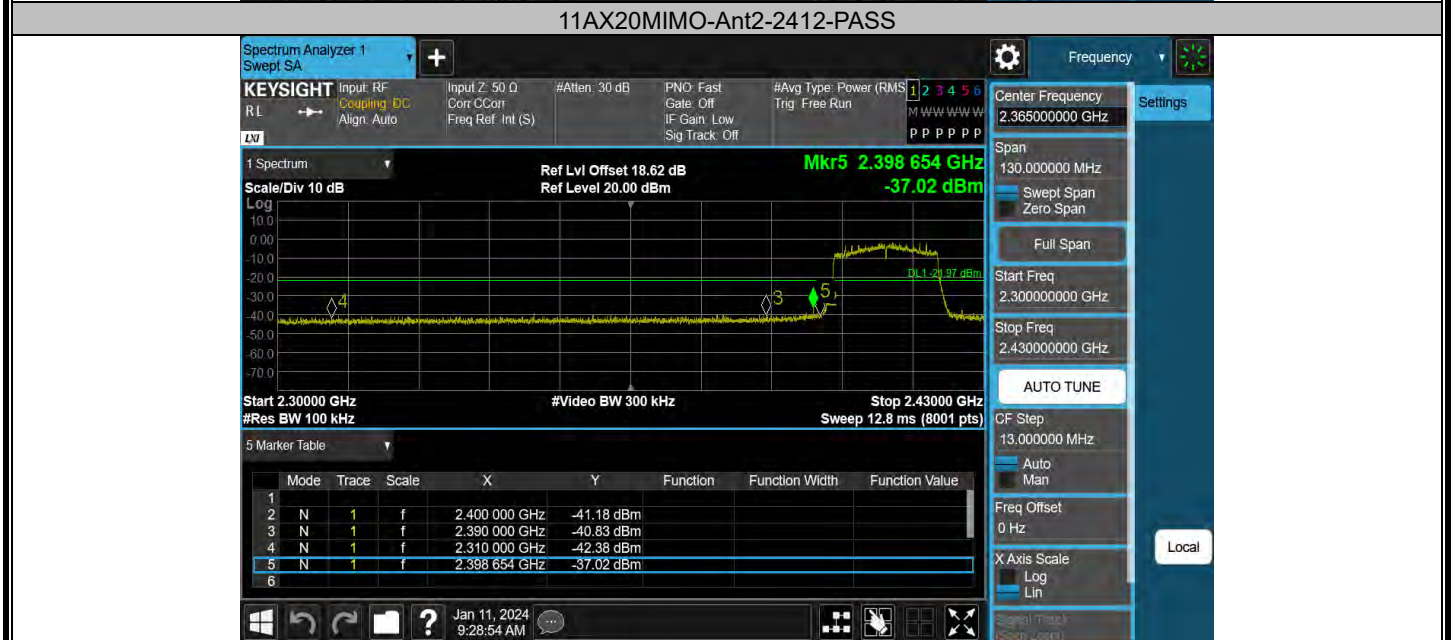 11AX20MIMO-Ant2-2412-PASS
Spectrum Analyzer 1
Swept SA
+
Frequency
KEYSIGHT
RL
LXI
Input: RF
Coupling: DC
Align: Auto
Input Z: 50 Ω
Corr CCorr
Freq Ref: Int (S)
#Atten: 30 dB
PNO: Fast
Gate: Off
IF Gain: Low
Sig Track: Off
#Avg Type: Power (RMS
Trig: Free Run
1 2 3 4 5 6
M W W W W W
P P P P P P
Center Frequency
2.365000000 GHz
Settings
1 Spectrum
Ref Lvl Offset 18.62 dB
Mkr5 2.398 654 GHz
Scale/Div 10 dB
Ref Level 20.00 dBm
-37.02 dBm
Span
130.000000 MHz
Swept Span
Zero Span
Full Span
Log
10.0
0.00
-10.0
-20.0
-30.0
-40.0
-50.0
-60.0
-70.0
DL1 -21.97 dBm
4
3
5
Start Freq
2.300000000 GHz
Stop Freq
2.430000000 GHz
AUTO TUNE
Start 2.30000 GHz
#Video BW 300 kHz
Stop 2.43000 GHz
#Res BW 100 kHz
Sweep 12.8 ms (8001 pts)
CF Step
13.000000 MHz
Auto
Man
5 Marker Table
Mode Trace Scale X Y Function Function Width Function Value
1
2 N 1 f 2.400 000 GHz -41.18 dBm
3 N 1 f 2.390 000 GHz -40.83 dBm
4 N 1 f 2.310 000 GHz -42.38 dBm
5 N 1 f 2.398 654 GHz -37.02 dBm
6
Freq Offset
0 Hz
Local
X Axis Scale
Log
Lin
Signal Track
?
Jan 11, 2024
9:28:54 AM